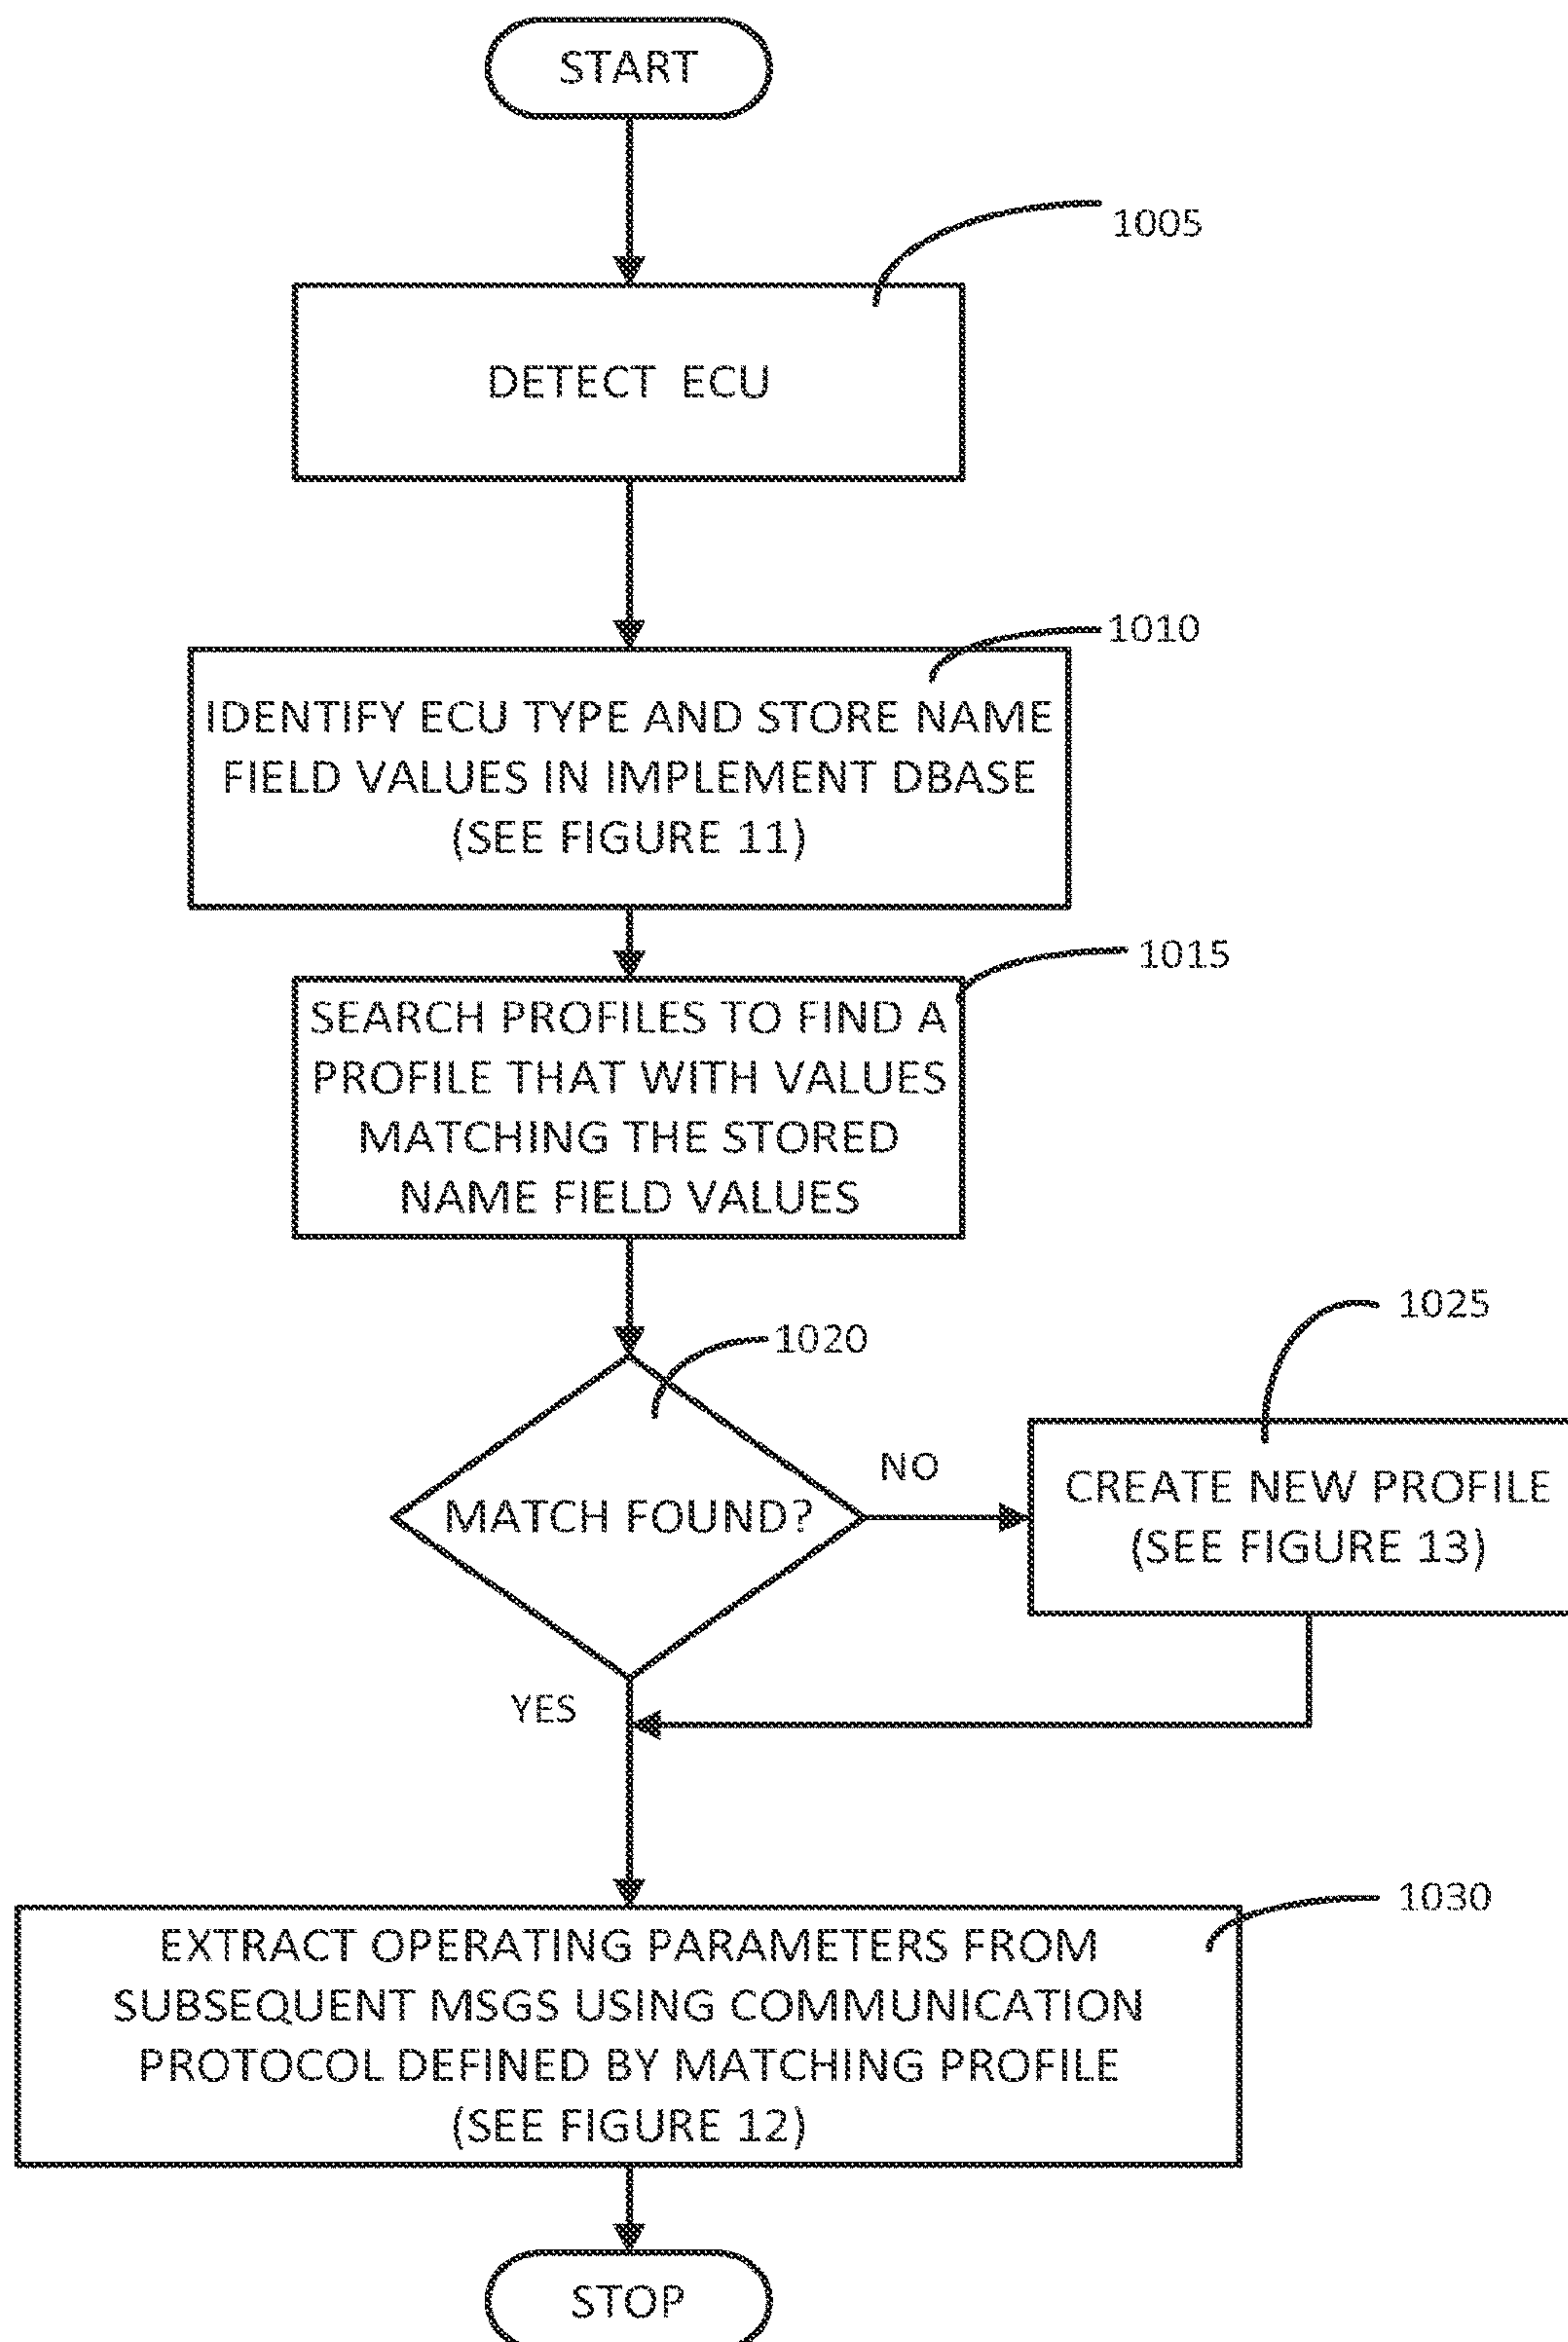 START
1005
DETECT ECU
1010
IDENTIFY ECU TYPE AND STORE NAME
FIELD VALUES IN IMPLEMENT DBASE
(SEE FIGURE 11)
1015
SEARCH PROFILES TO FIND A
PROFILE THAT WITH VALUES
MATCHING THE STORED
NAME FIELD VALUES
1020
MATCH FOUND?
NO
1025
CREATE NEW PROFILE
(SEE FIGURE 13)
YES
1030
EXTRACT OPERATING PARAMETERS FROM
SUBSEQUENT MSGS USING COMMUNICATION
PROTOCOL DEFINED BY MATCHING PROFILE
(SEE FIGURE 12)
STOP